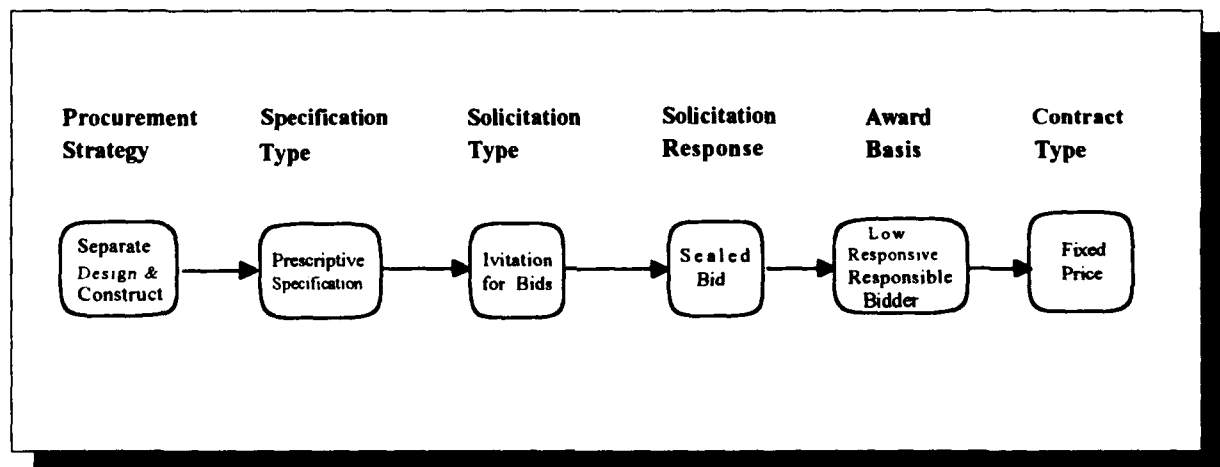 Procurement
Strategy
Specification
Type
Solicitation
Type
Solicitation
Response
Award
Basis
Contract
Type
Separate
Design &
Construct
Prescriptive
Specification
Ivitation
for Bids
Sealed
Bid
Low
Responsive
Responsible
Bidder
Fixed
Price